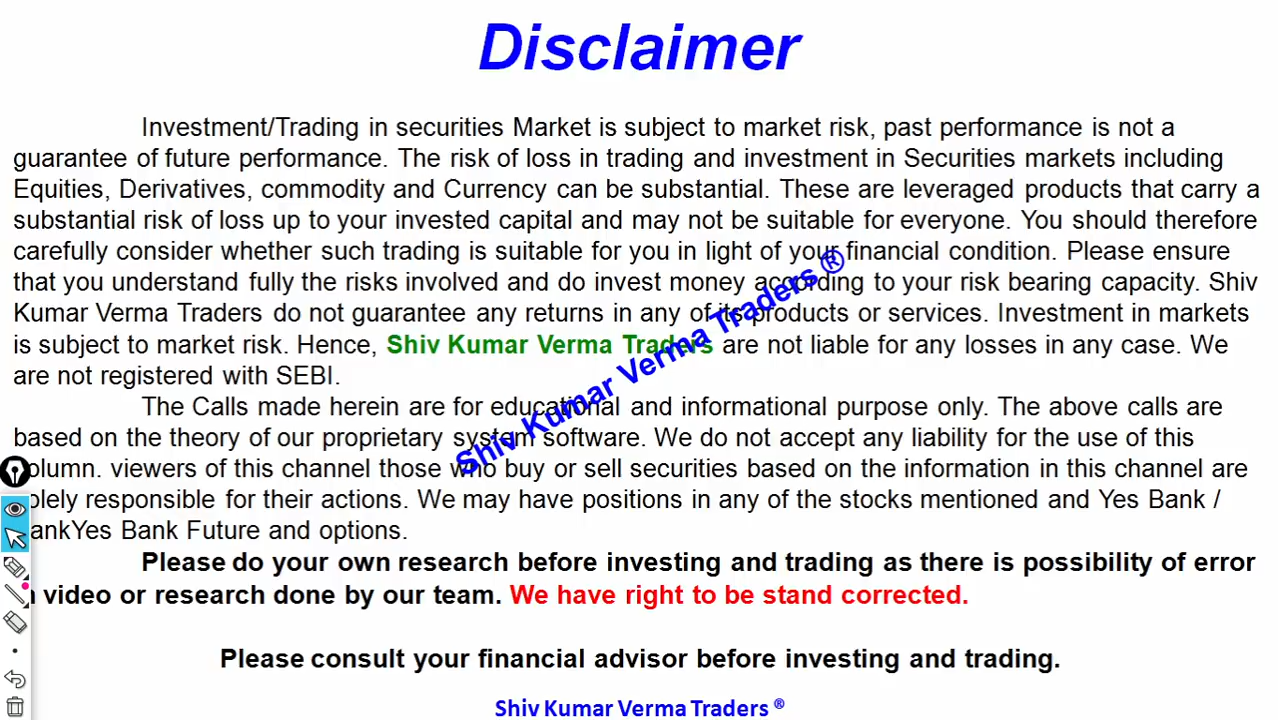 Disclaimer
Investment/Trading in securities Market is subject to market risk, past performance is not a
guarantee of future performance. The risk of loss in trading and investment in Securities markets including
Equities, Derivatives, commodity and Currency can be substantial. These are leveraged products that carry a
substantial risk of loss up to your invested capital and may not be suitable for everyone. You should therefore
carefully consider whether such trading is suitable for you in light of your financial condition. Please ensure
that you understand fully the risks involved and do invest money according to your risk bearing capacity. Shiv
Kumar Verma Traders do not guarantee any returns in any of its products or services. Investment in markets
is subject to market risk. Hence, Shiv Kumar Verma Traders are not liable for any losses in any case. We
are not registered with SEBI.
The Calls made herein are for educational and informational purpose only. The above calls are
based on the theory of our proprietary system software. We do not accept any liability for the use of this
column. viewers of this channel those who buy or sell securities based on the information in this channel are
solely responsible for their actions. We may have positions in any of the stocks mentioned and Yes Bank /
ankYes Bank Future and options.
Please do your own research before investing and trading as there is possibility of error
video or research done by our team. We have right to be stand corrected.
Please consult your financial advisor before investing and trading.
Shiv Kumar Verma Traders ®
Shiv Kumar Verma Traders ®